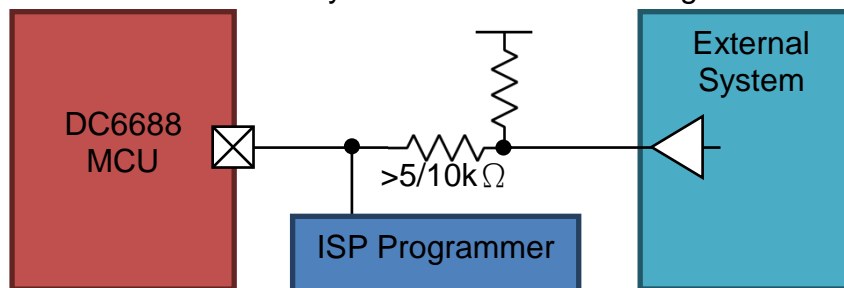 External
System
DC6688
MCU
>5/10kΩ
ISP Programmer